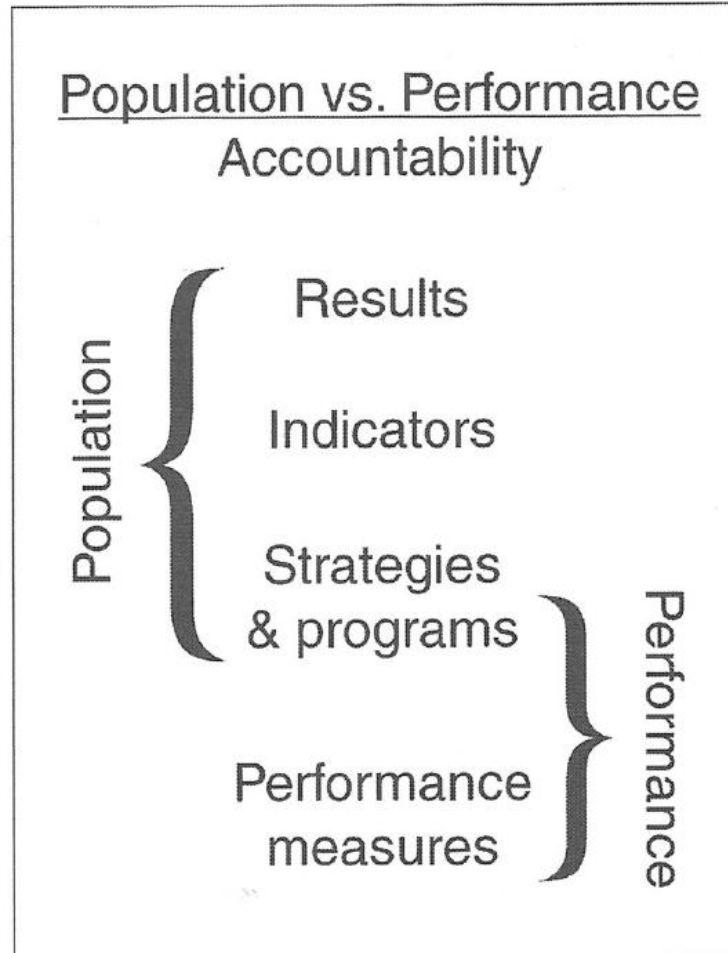 Population vs. Performance
Accountability
Population
Results
Indicators
Strategies
& programs
Performance
measures
Performance